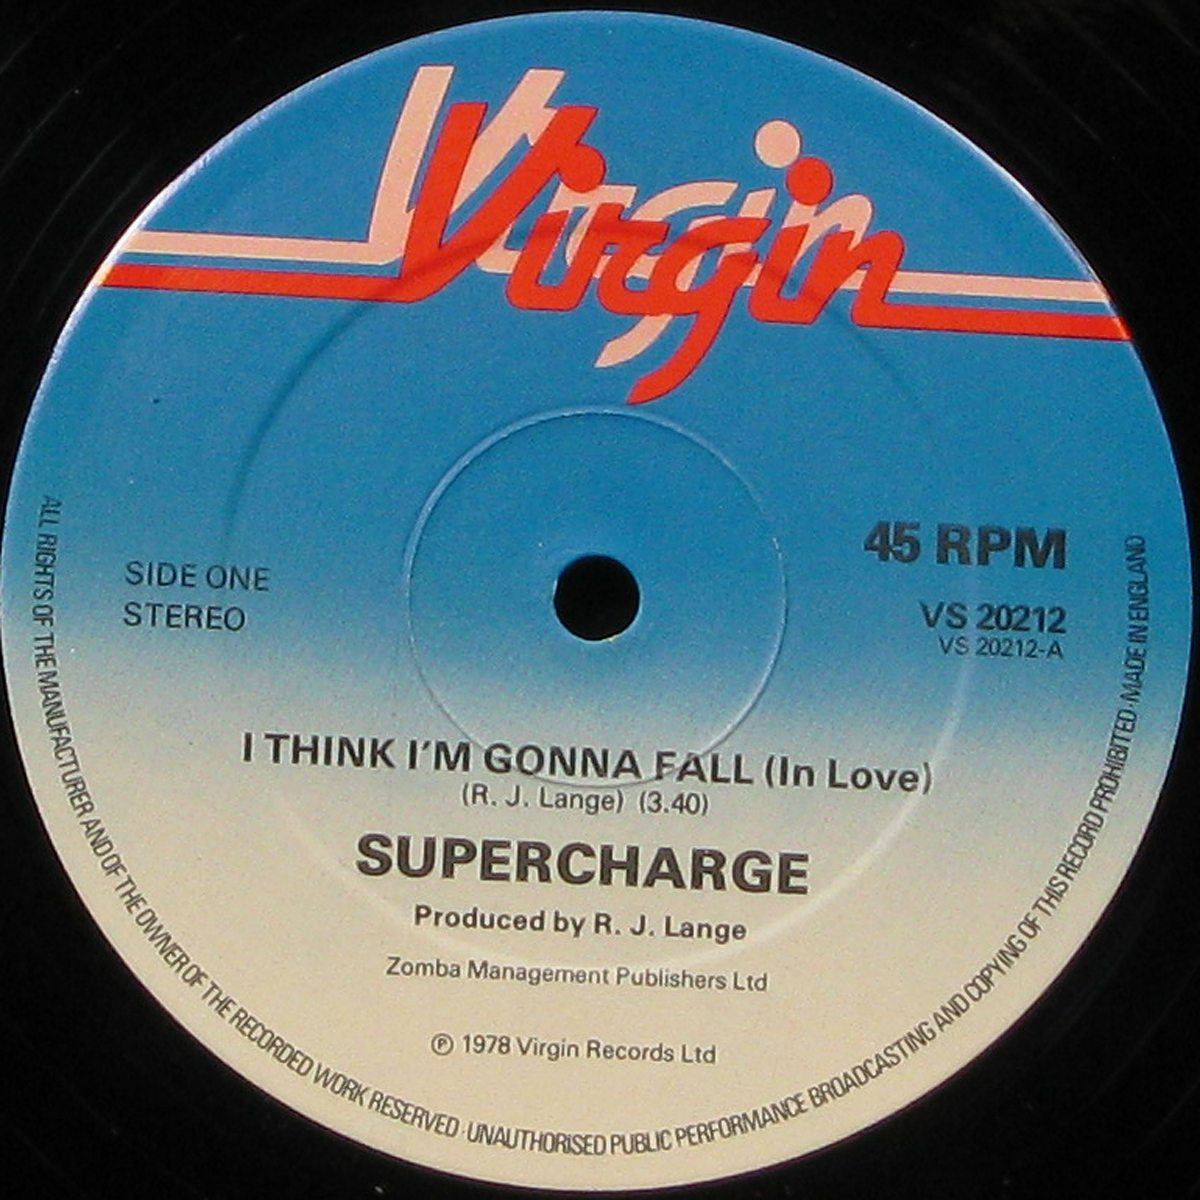 Virgin
Virgin
45 RPM
SIDE ONE
STEREO
VS 20212
VS 20212-A
I THINK I'M GONNA FALL (In Love)
(R. J. Lange) (3.40)
SUPERCHARGE
Produced by R. J. Lange
Zomba Management Publishers Ltd
℗ 1978 Virgin Records Ltd
ALL RIGHTS OF THE MANUFACTURER AND OF THE OWNER OF THE RECORDED WORK RESERVED · UNAUTHORISED PUBLIC PERFORMANCE BROADCASTING AND COPYING OF THIS RECORD PROHIBITED · MADE IN ENGLAND